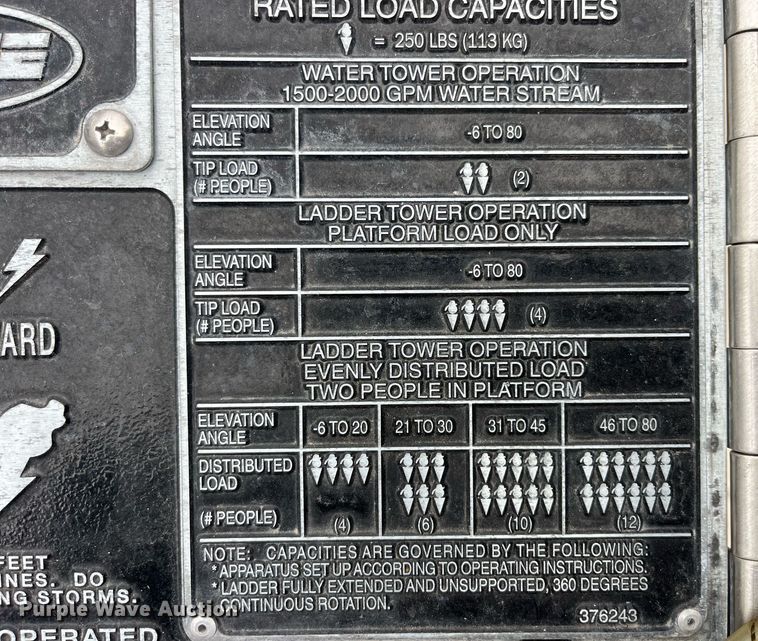 RATED LOAD CAPACITIES
= 250 LBS (113 KG)
WATER TOWER OPERATION
1500-2000 GPM WATER STREAM
ELEVATION ANGLE -6 TO 80
TIP LOAD (# PEOPLE) (2)
LADDER TOWER OPERATION
PLATFORM LOAD ONLY
ELEVATION ANGLE -6 TO 80
TIP LOAD (# PEOPLE) (4)
LADDER TOWER OPERATION
EVENLY DISTRIBUTED LOAD
TWO PEOPLE IN PLATFORM
ELEVATION ANGLE -6 TO 20 21 TO 30 31 TO 45 46 TO 80
DISTRIBUTED LOAD
(# PEOPLE) (4) (6) (10) (12)
NOTE: CAPACITIES ARE GOVERNED BY THE FOLLOWING:
* APPARATUS SET UP ACCORDING TO OPERATING INSTRUCTIONS.
* LADDER FULLY EXTENDED AND UNSUPPORTED, 360 DEGREES
CONTINUOUS ROTATION.
376243
ARD
FEET
INES. DO
NG STORMS.
OPERATED
Purple Wave Auction